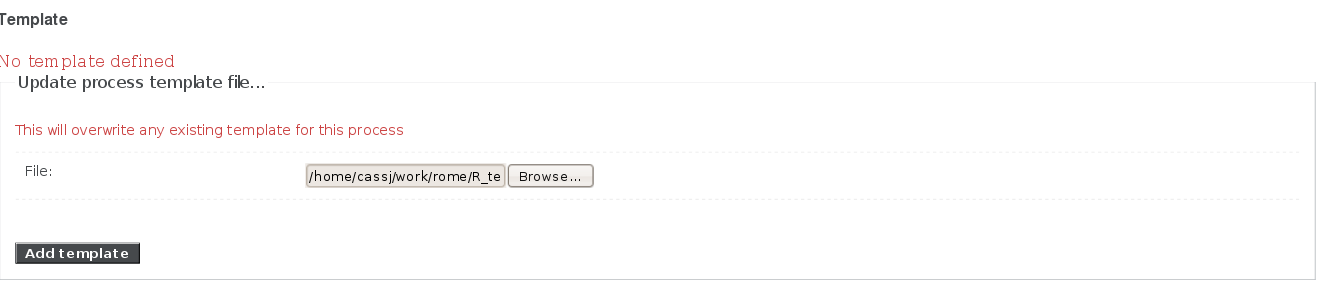 Template
No template defined
Update process template file...
This will overwrite any existing template for this process
File:
/home/cassj/work/rome/R_te
Browse...
Add template